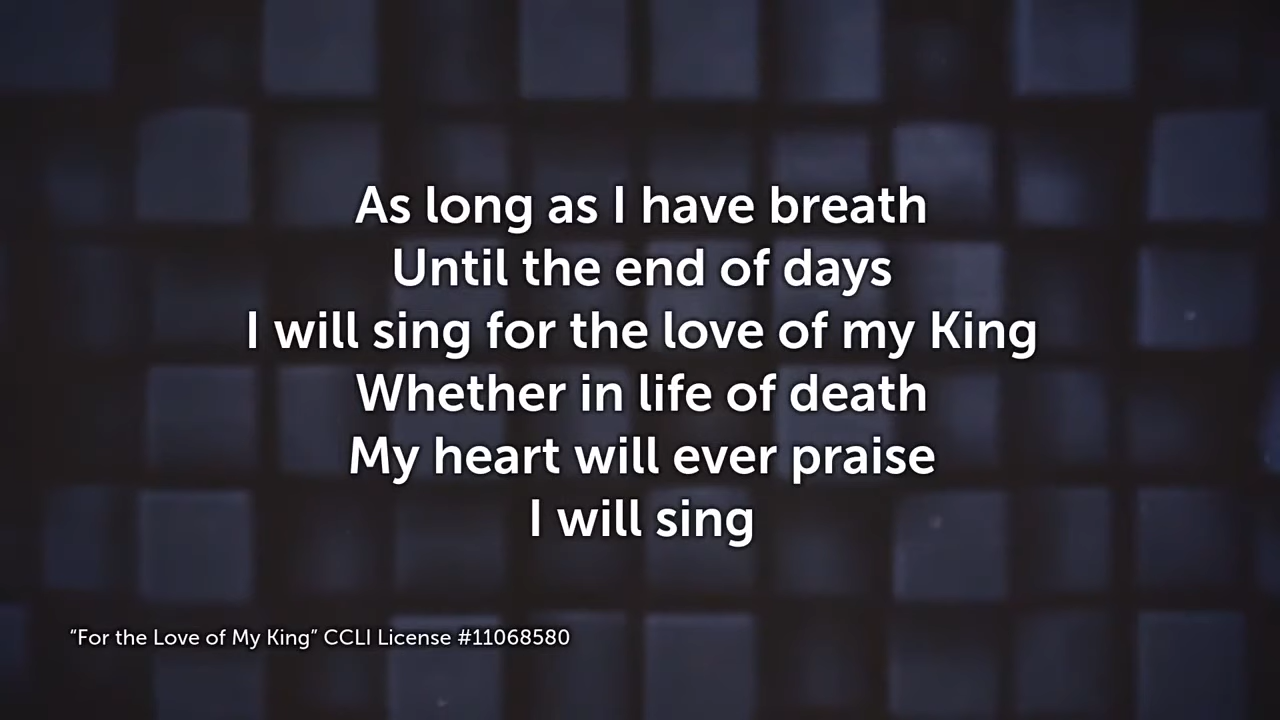 As long as I have breath
Until the end of days
I will sing for the love of my King
Whether in life of death
My heart will ever praise
I will sing
“For the Love of My King” CCLI License #11068580